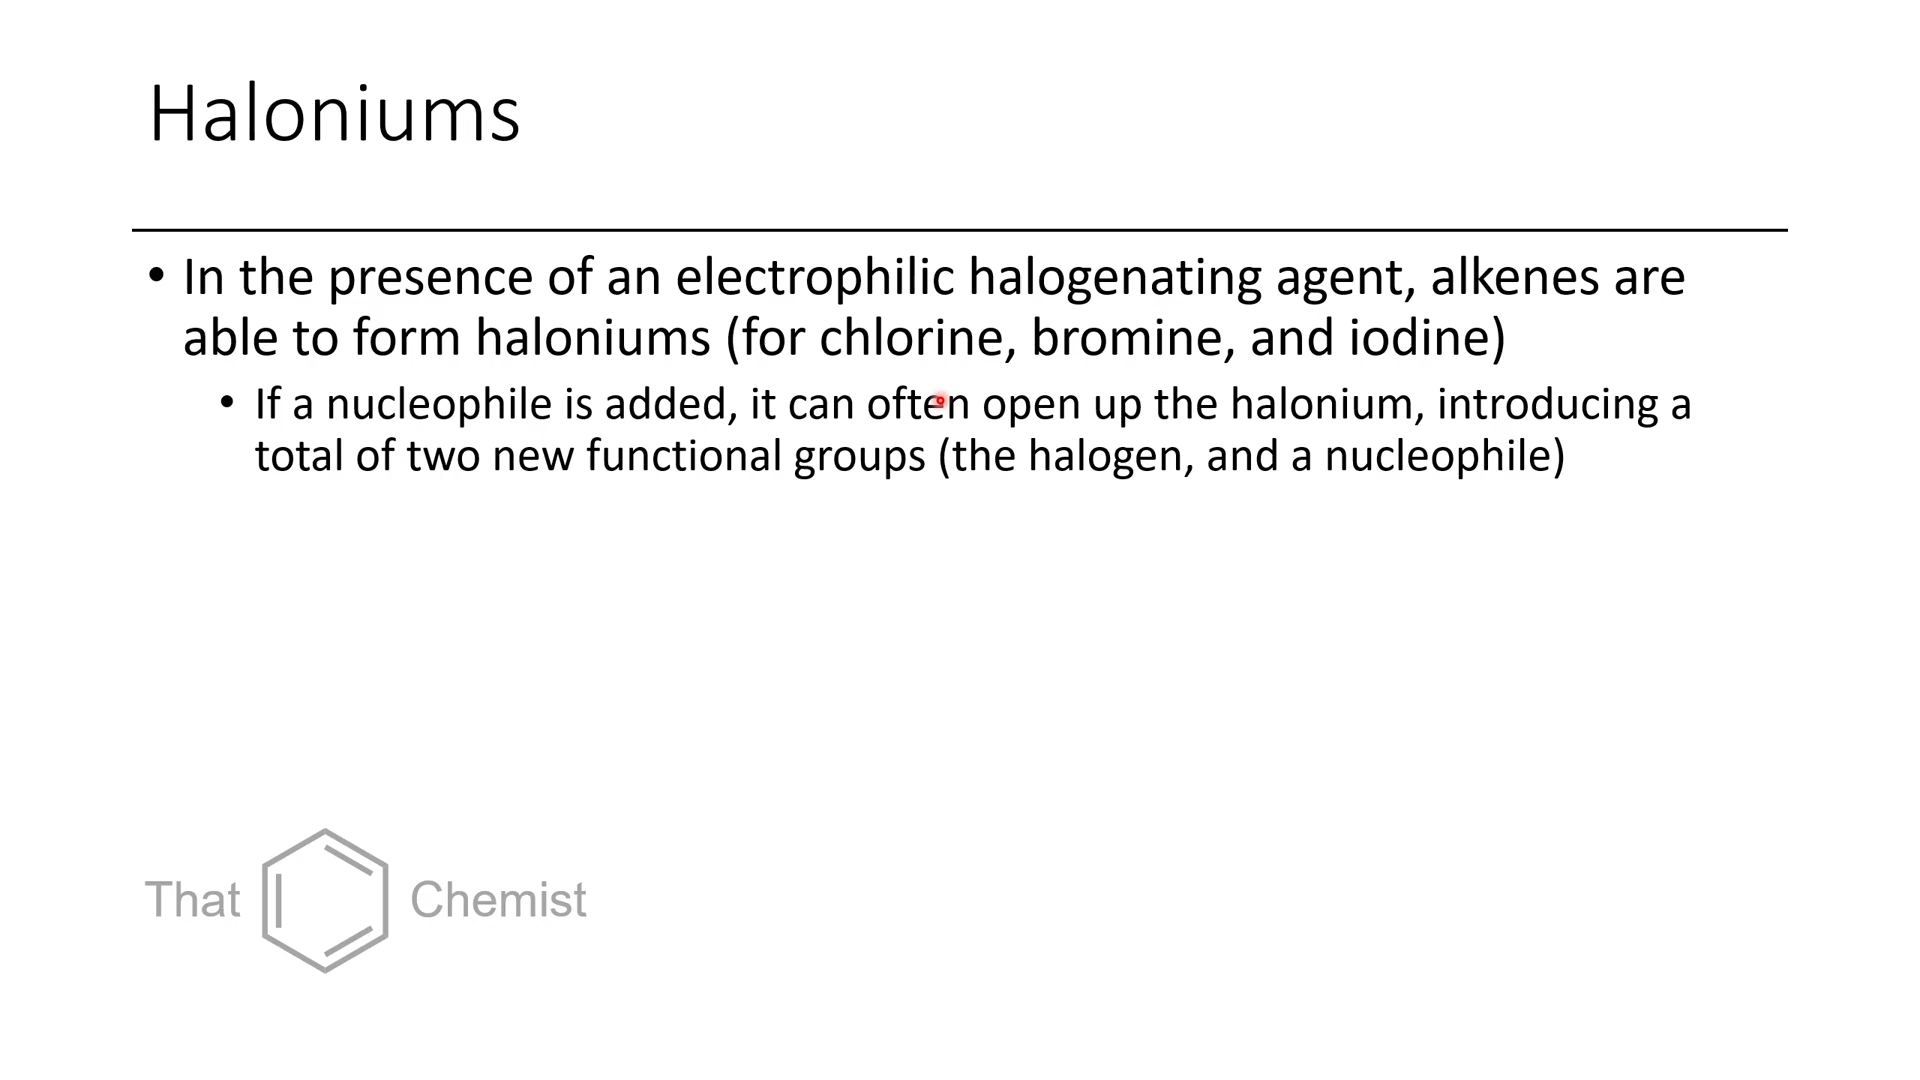 Haloniums
• In the presence of an electrophilic halogenating agent, alkenes are
able to form haloniums (for chlorine, bromine, and iodine)
• If a nucleophile is added, it can often open up the halonium, introducing a
total of two new functional groups (the halogen, and a nucleophile)
That Chemist